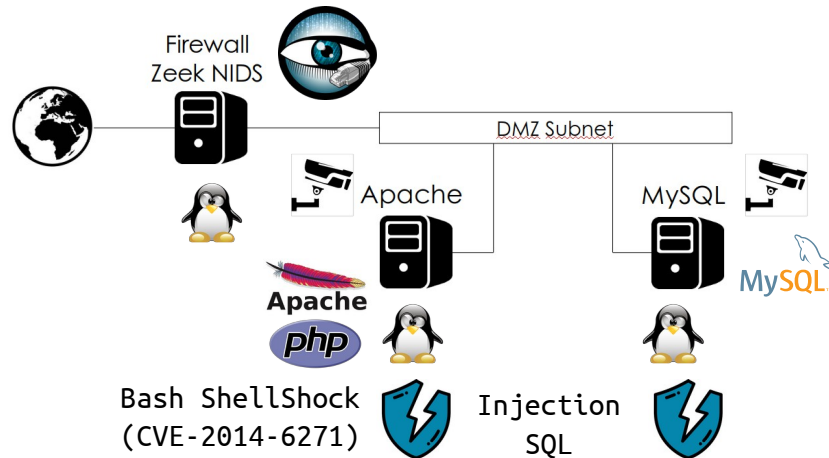 Firewall
Zeek NIDS
DMZ Subnet
Apache
MySQL
Apache
php
MySQL
Bash ShellShock
(CVE-2014-6271)
Injection
SQL